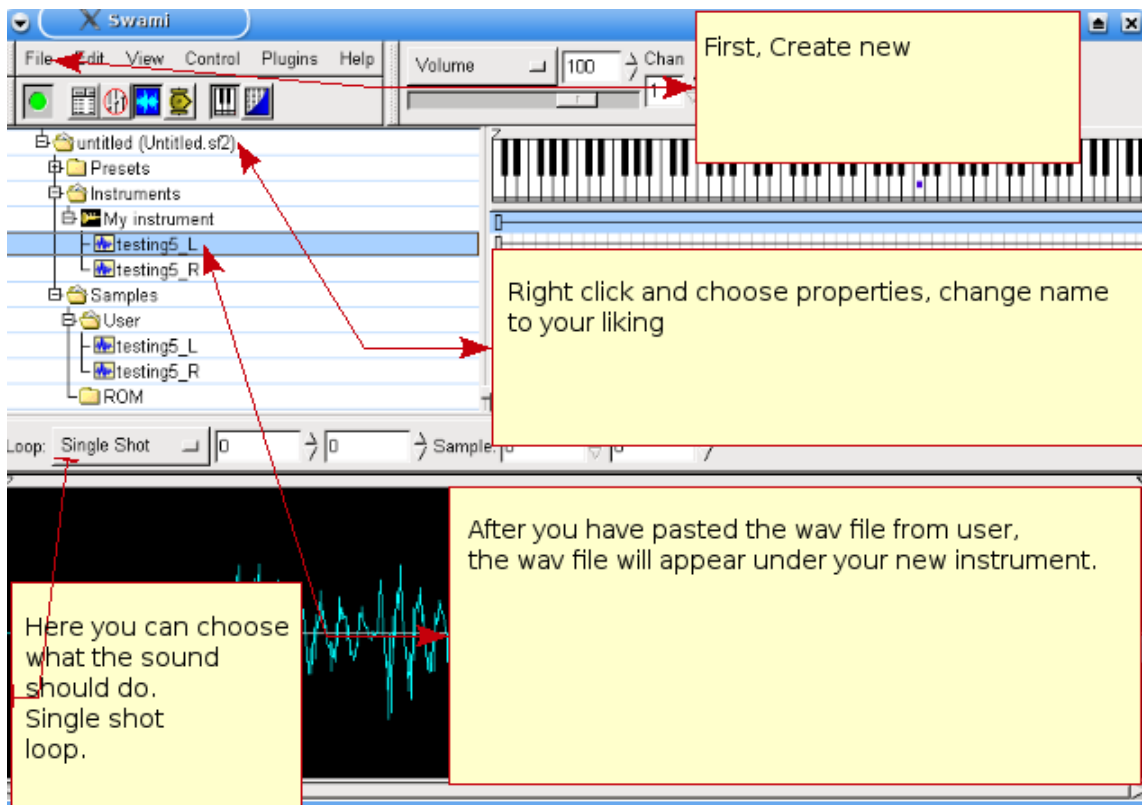 Swami
First, Create new
File Edit View Control Plugins Help
Volume 100 Chan
1
untitled (Untitled.sf2)
Presets
Instruments
My instrument
testing5_L
testing5_R
Samples
User
testing5_L
testing5_R
ROM
Right click and choose properties, change name
to your liking
Loop: Single Shot 0 0 Sample: 0 0
After you have pasted the wav file from user,
the wav file will appear under your new instrument.
Here you can choose
what the sound
should do.
Single shot
loop.